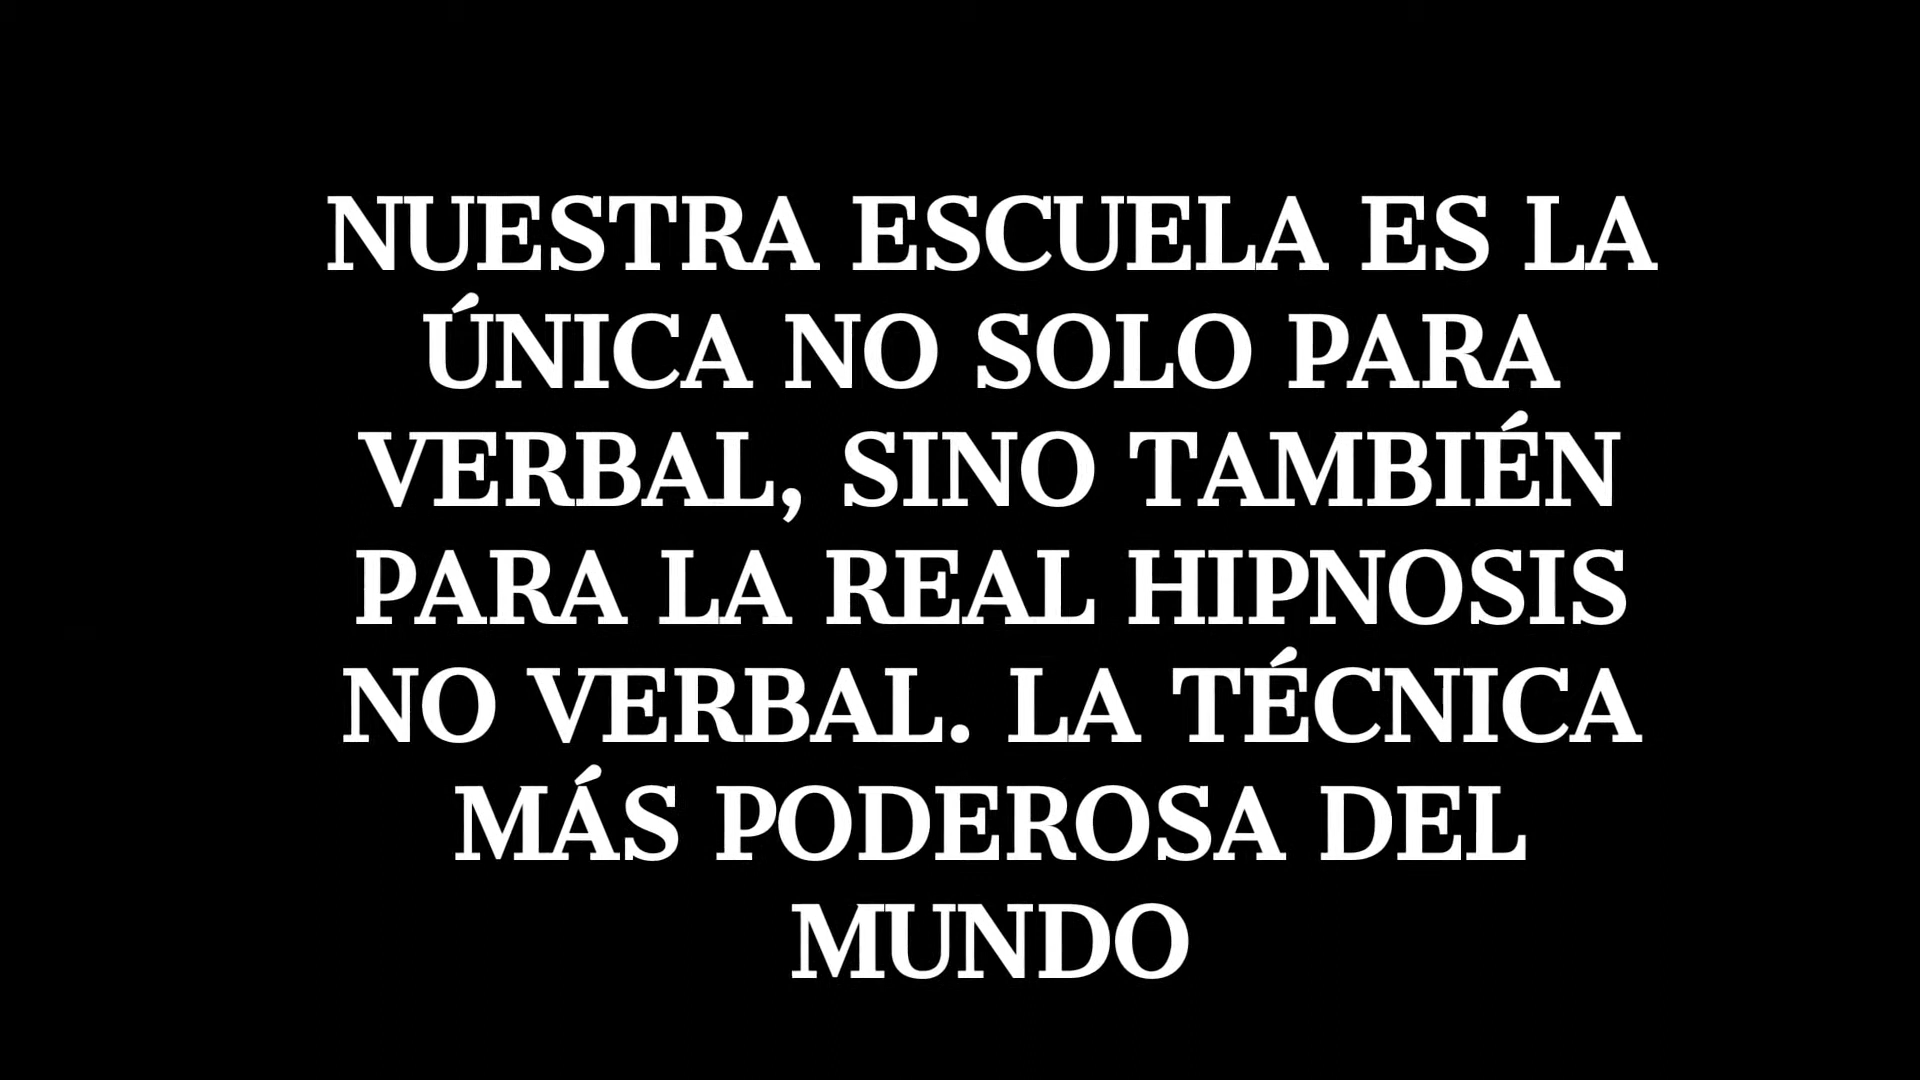 NUESTRA ESCUELA ES LA
ÚNICA NO SOLO PARA
VERBAL, SINO TAMBIÉN
PARA LA REAL HIPNOSIS
NO VERBAL. LA TÉCNICA
MÁS PODEROSA DEL
MUNDO